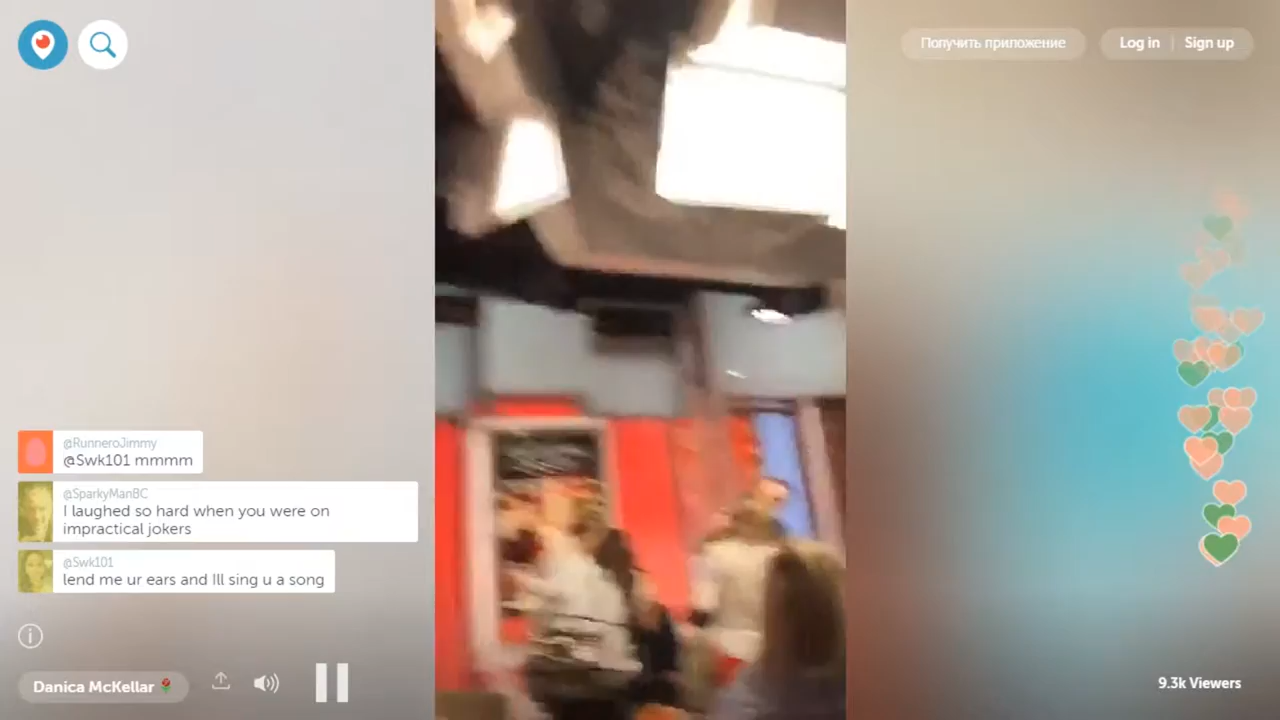 Получить приложение
Log in
Sign up
@RunneroJimmy
@Swk101 mmmm
@SparkyManBC
I laughed so hard when you were on
impractical jokers
@Swk101
lend me ur ears and Ill sing u a song
Danica McKellar
9.3k Viewers